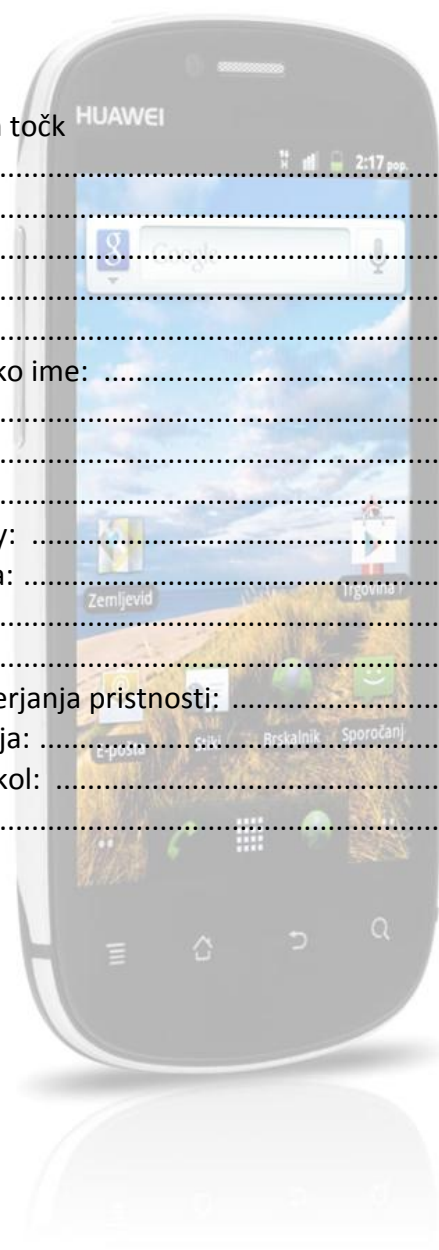 HUAWEI
točk
2:17 pop.
Google
ko ime: ................
y: ................
a: ................
Zemljevid
Trgovina
erjanja pristnosti: ................
ja: ................
E-pošta
Stiki
Brskalnik
Sporočanj
kol: ................